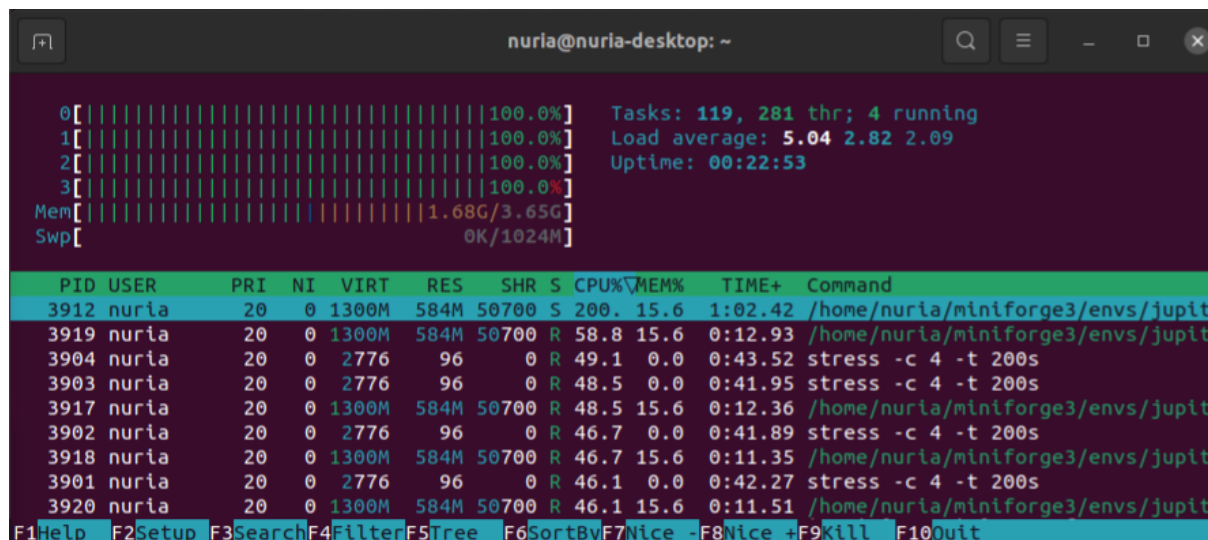 nuria@nuria-desktop: ~
0[||||||||||||||||||||||||||||||||||100.0%] Tasks: 119, 281 thr; 4 running
1[||||||||||||||||||||||||||||||||||100.0%] Load average: 5.04 2.82 2.09
2[||||||||||||||||||||||||||||||||||100.0%] Uptime: 00:22:53
3[||||||||||||||||||||||||||||||||||100.0%]
Mem[|||||||||||||||||||||||||||||1.68G/3.65G]
Swp[ 0K/1024M]
PID USER PRI NI VIRT RES SHR S CPU%▽MEM% TIME+ Command
3912 nuria 20 0 1300M 584M 50700 S 200. 15.6 1:02.42 /home/nuria/miniforge3/envs/jupit
3919 nuria 20 0 1300M 584M 50700 R 58.8 15.6 0:12.93 /home/nuria/miniforge3/envs/jupit
3904 nuria 20 0 2776 96 0 R 49.1 0.0 0:43.52 stress -c 4 -t 200s
3903 nuria 20 0 2776 96 0 R 48.5 0.0 0:41.95 stress -c 4 -t 200s
3917 nuria 20 0 1300M 584M 50700 R 48.5 15.6 0:12.36 /home/nuria/miniforge3/envs/jupit
3902 nuria 20 0 2776 96 0 R 46.7 0.0 0:41.89 stress -c 4 -t 200s
3918 nuria 20 0 1300M 584M 50700 R 46.7 15.6 0:11.35 /home/nuria/miniforge3/envs/jupit
3901 nuria 20 0 2776 96 0 R 46.1 0.0 0:42.27 stress -c 4 -t 200s
3920 nuria 20 0 1300M 584M 50700 R 46.1 15.6 0:11.51 /home/nuria/miniforge3/envs/jupit
F1Help F2Setup F3SearchF4FilterF5Tree F6SortByF7Nice -F8Nice +F9Kill F10Quit